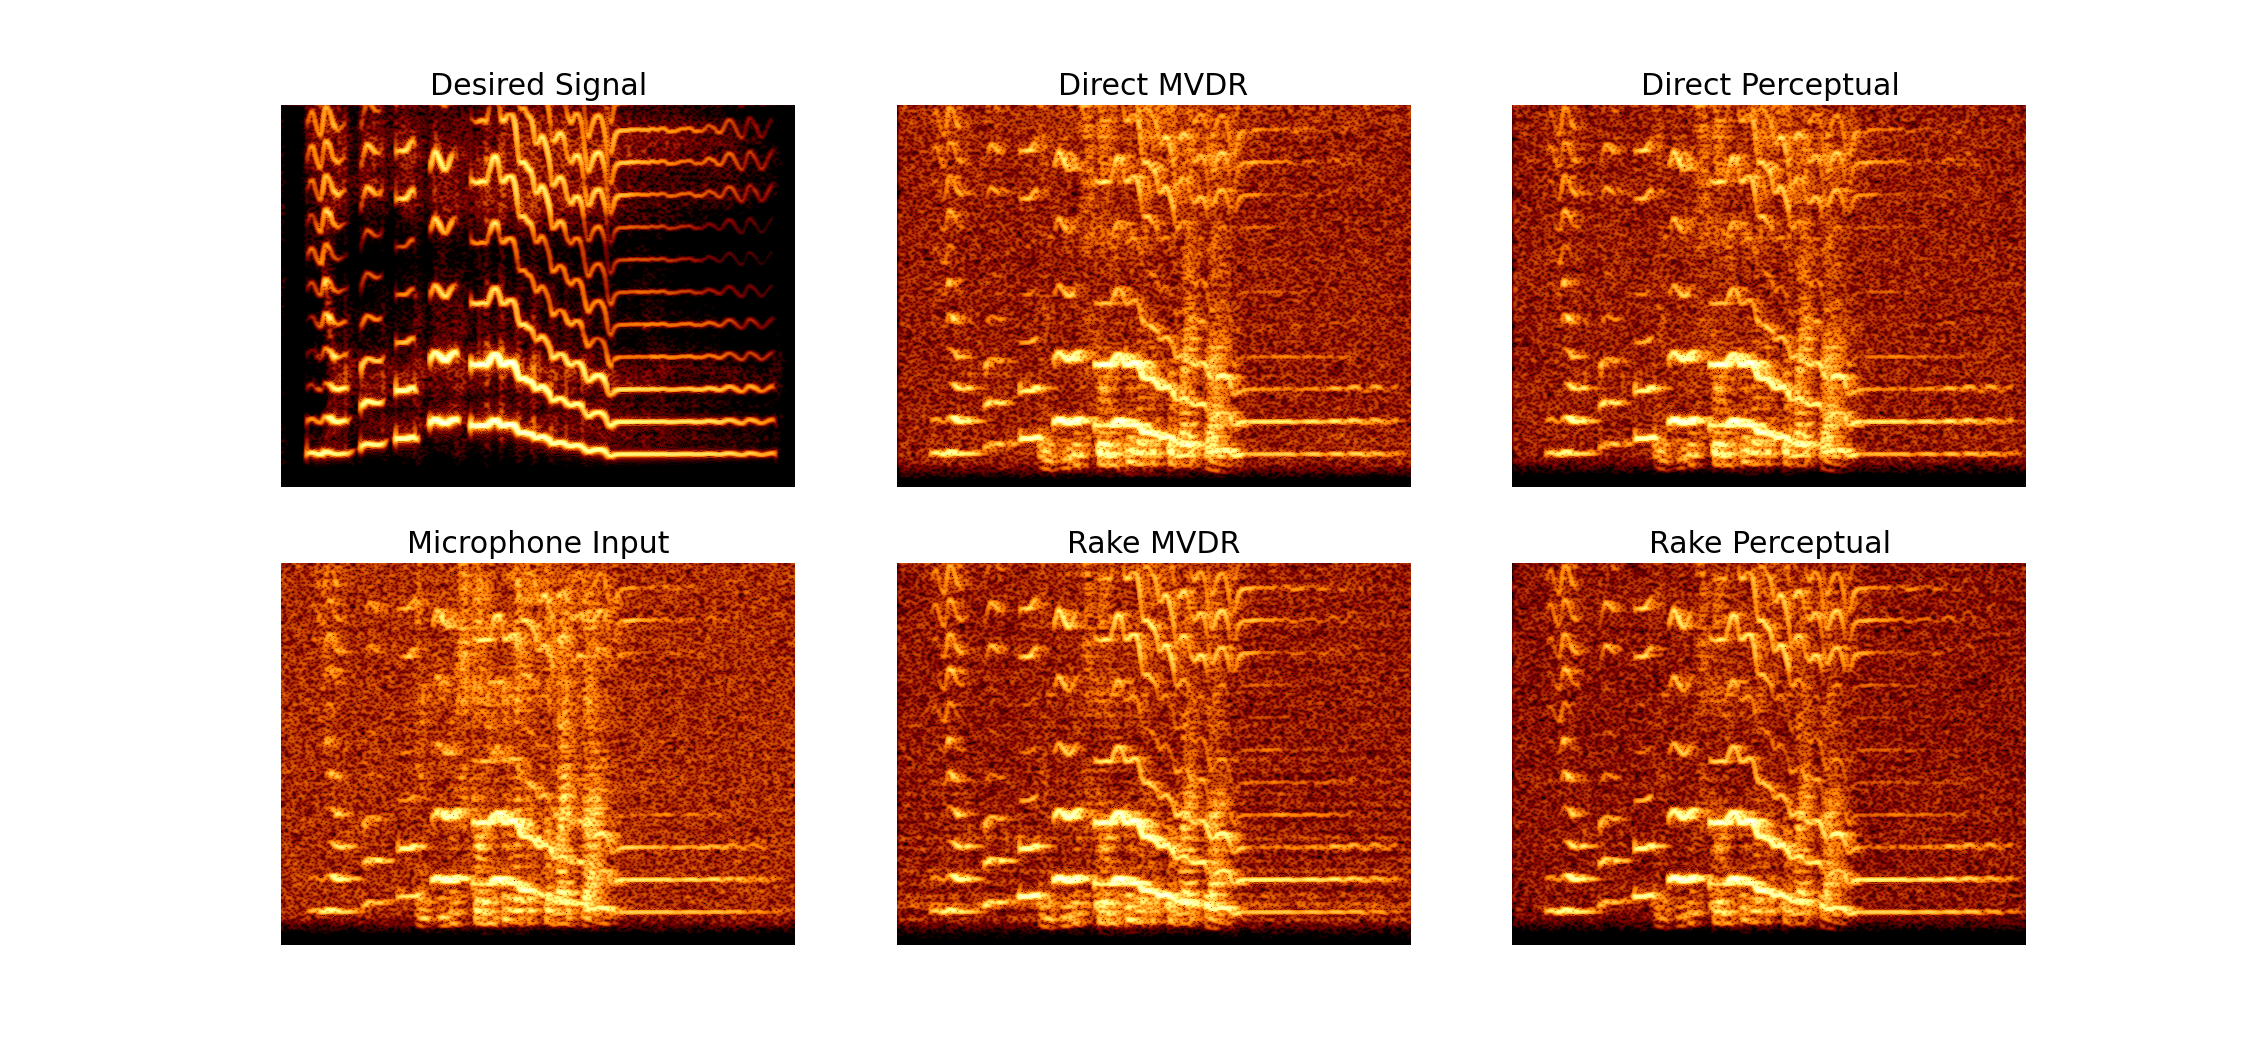 Desired Signal
Direct MVDR
Direct Perceptual
Microphone Input
Rake MVDR
Rake Perceptual